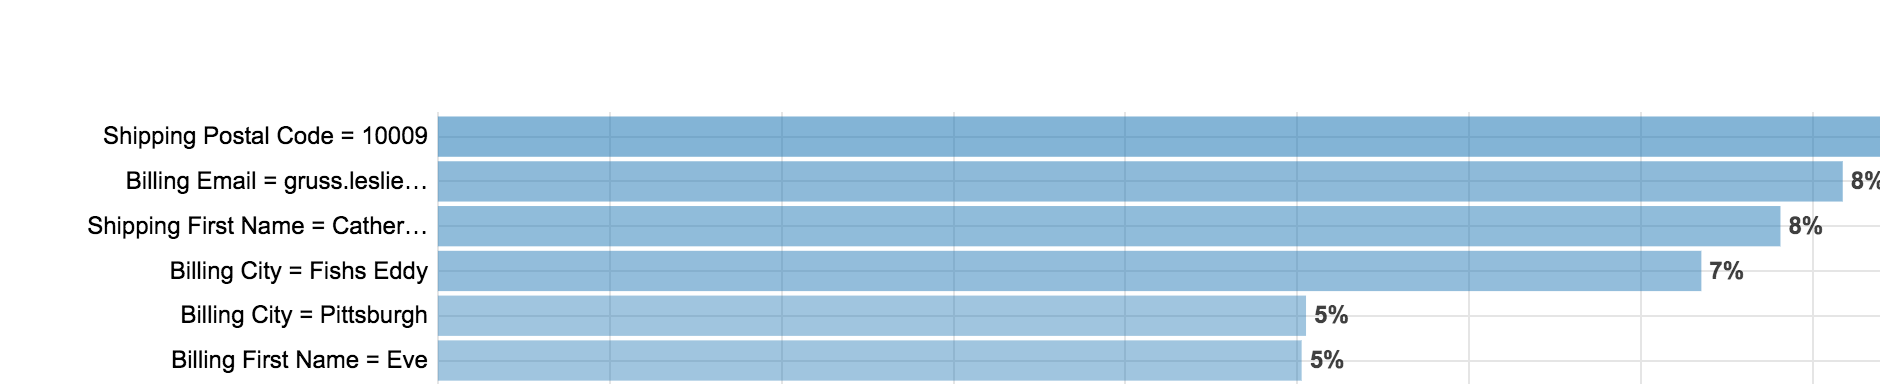 Shipping Postal Code = 10009
Billing Email = gruss.leslie… 8%
Shipping First Name = Cather… 8%
Billing City = Fishs Eddy 7%
Billing City = Pittsburgh 5%
Billing First Name = Eve 5%